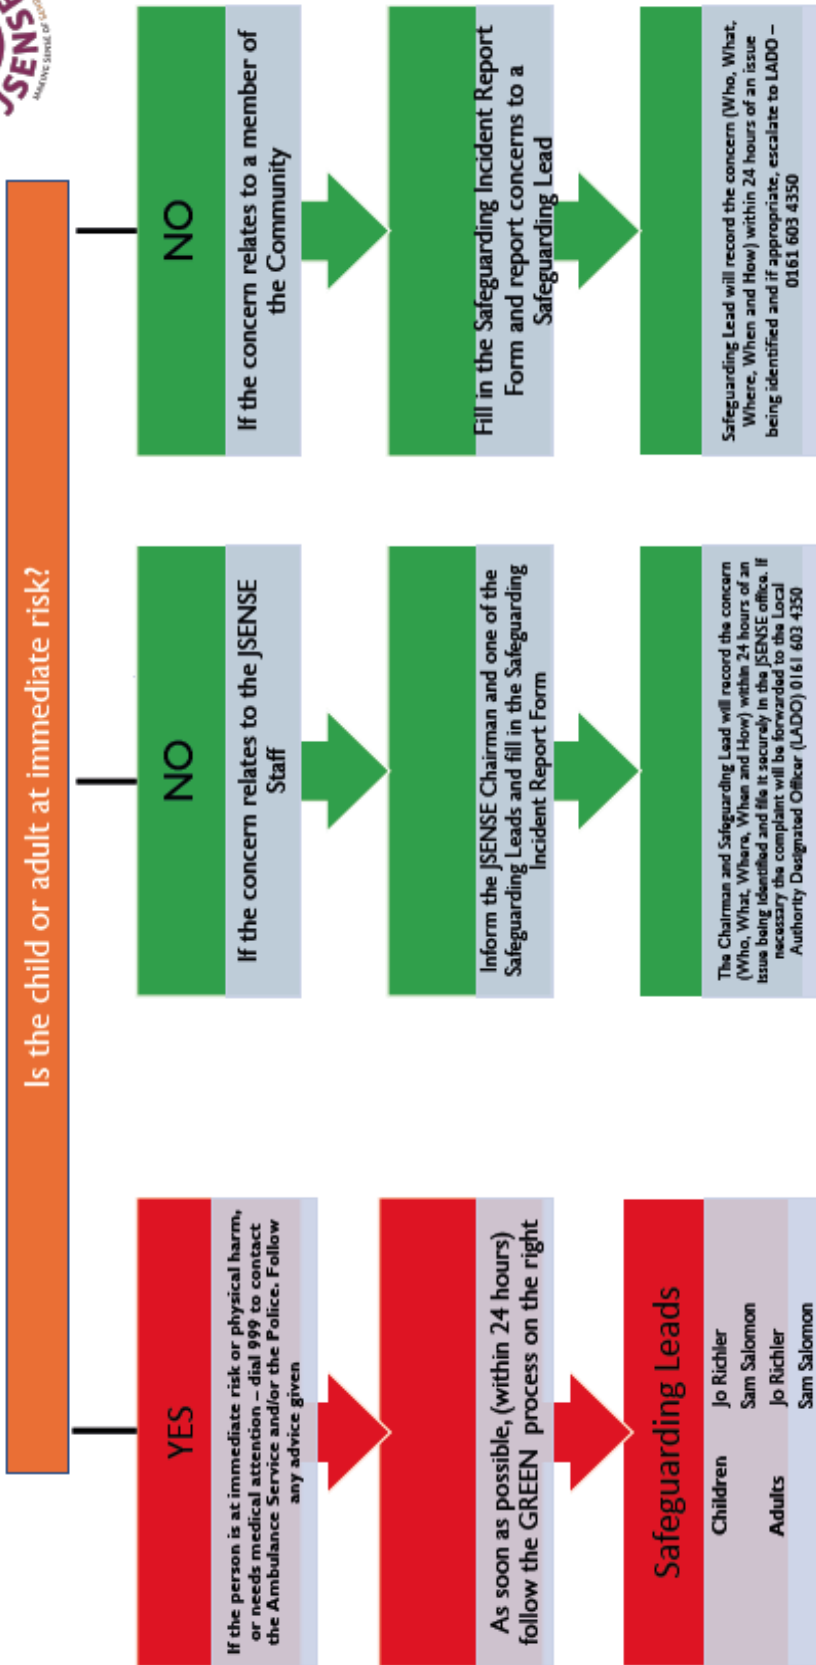 JSENSE
MAKING SENSE OF
Is the child or adult at immediate risk?
YES
If the person is at immediate risk or physical harm,
or needs medical attention – dial 999 to contact
the Ambulance Service and/or the Police. Follow
any advice given
As soon as possible, (within 24 hours)
follow the GREEN process on the right
Safeguarding Leads
Children Jo Richler
Sam Salomon
Adults Jo Richler
Sam Salomon
NO
If the concern relates to the JSENSE
Staff
Inform the JSENSE Chairman and one of the
Safeguarding Leads and fill in the Safeguarding
Incident Report Form
The Chairman and Safeguarding Lead will record the concern
(Who, What, Where, When and How) within 24 hours of an
issue being identified and file it securely in the JSENSE office. If
necessary the complaint will be forwarded to the Local
Authority Designated Officer (LADO) 0161 603 4350
NO
If the concern relates to a member of
the Community
Fill in the Safeguarding Incident Report
Form and report concerns to a
Safeguarding Lead
Safeguarding Lead will record the concern (Who, What,
Where, When and How) within 24 hours of an issue
being identified and if appropriate, escalate to LADO –
0161 603 4350